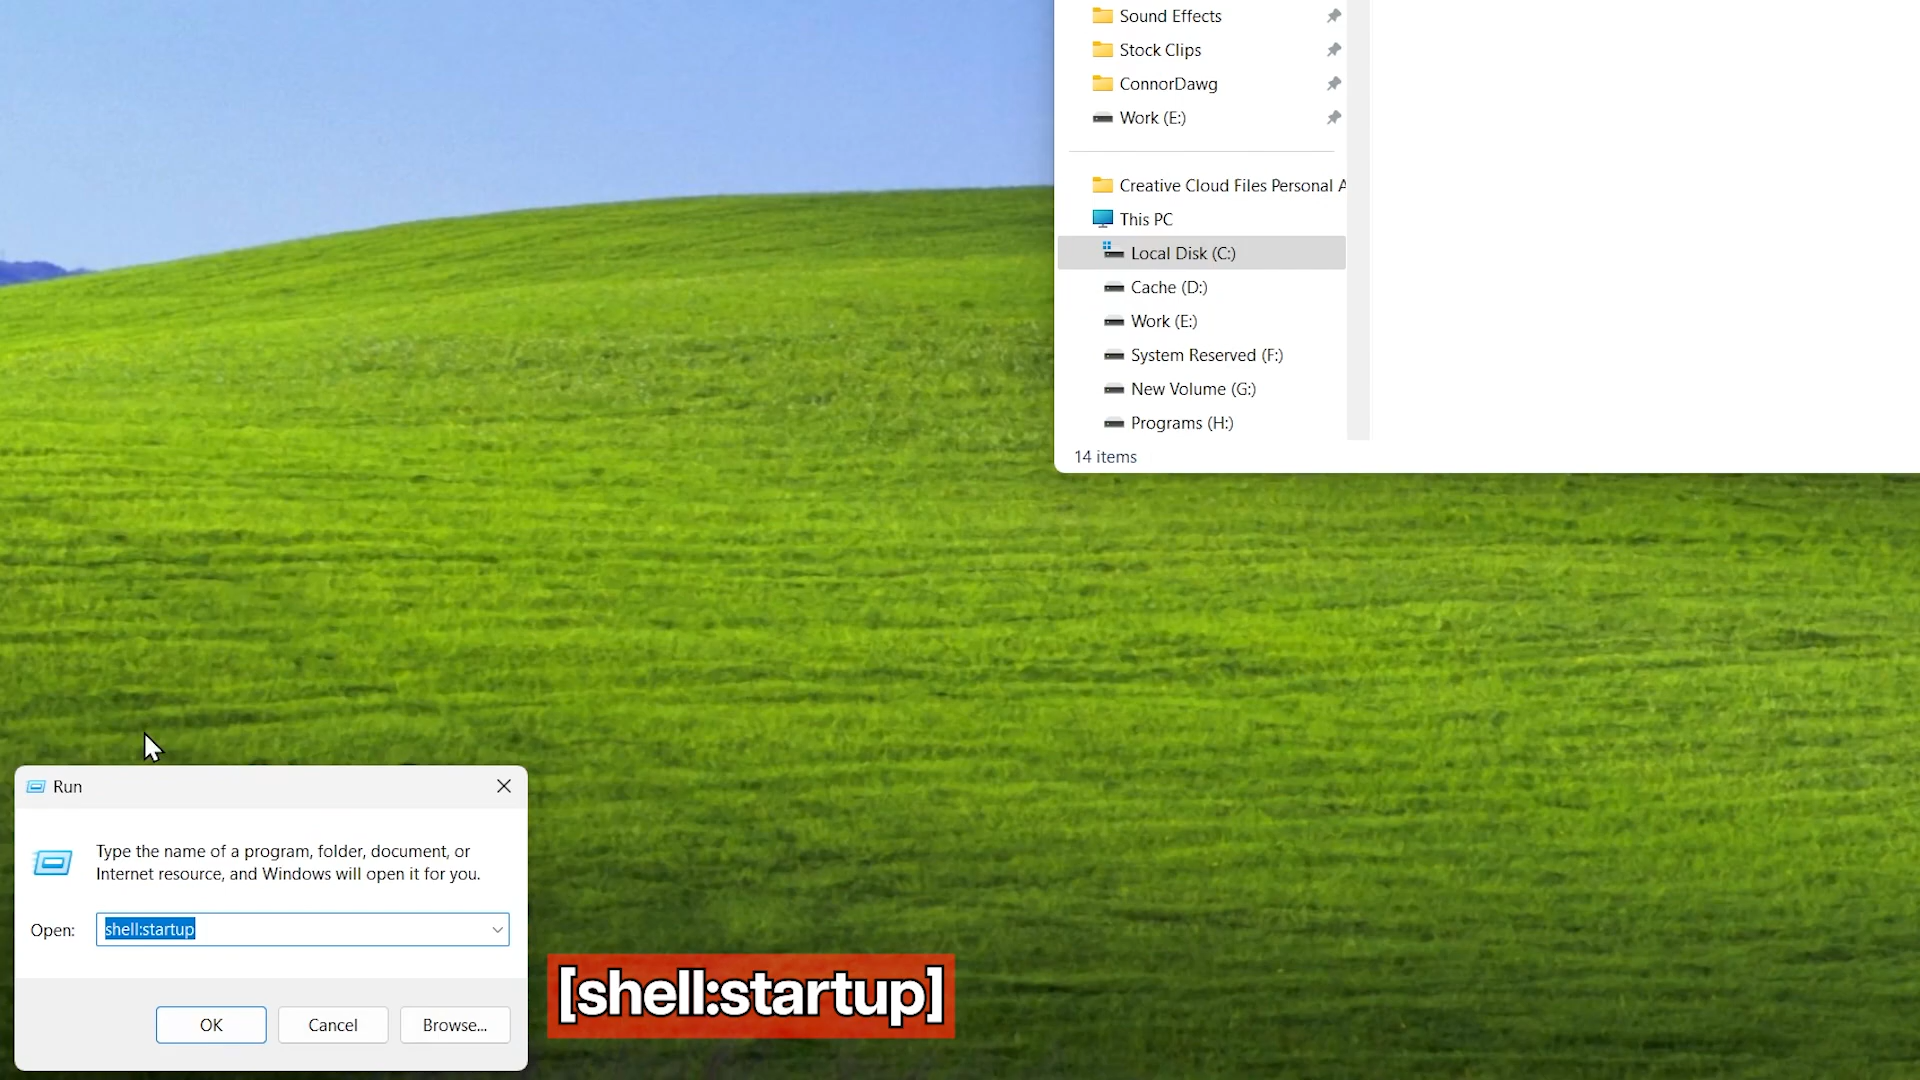 Sound Effects
Stock Clips
ConnorDawg
Work (E:)
Creative Cloud Files Personal A
This PC
Local Disk (C:)
Cache (D:)
Work (E:)
System Reserved (F:)
New Volume (G:)
Programs (H:)
14 items
Run
Type the name of a program, folder, document, or
Internet resource, and Windows will open it for you.
Open: shell:startup
OK Cancel Browse...
[shell:startup]